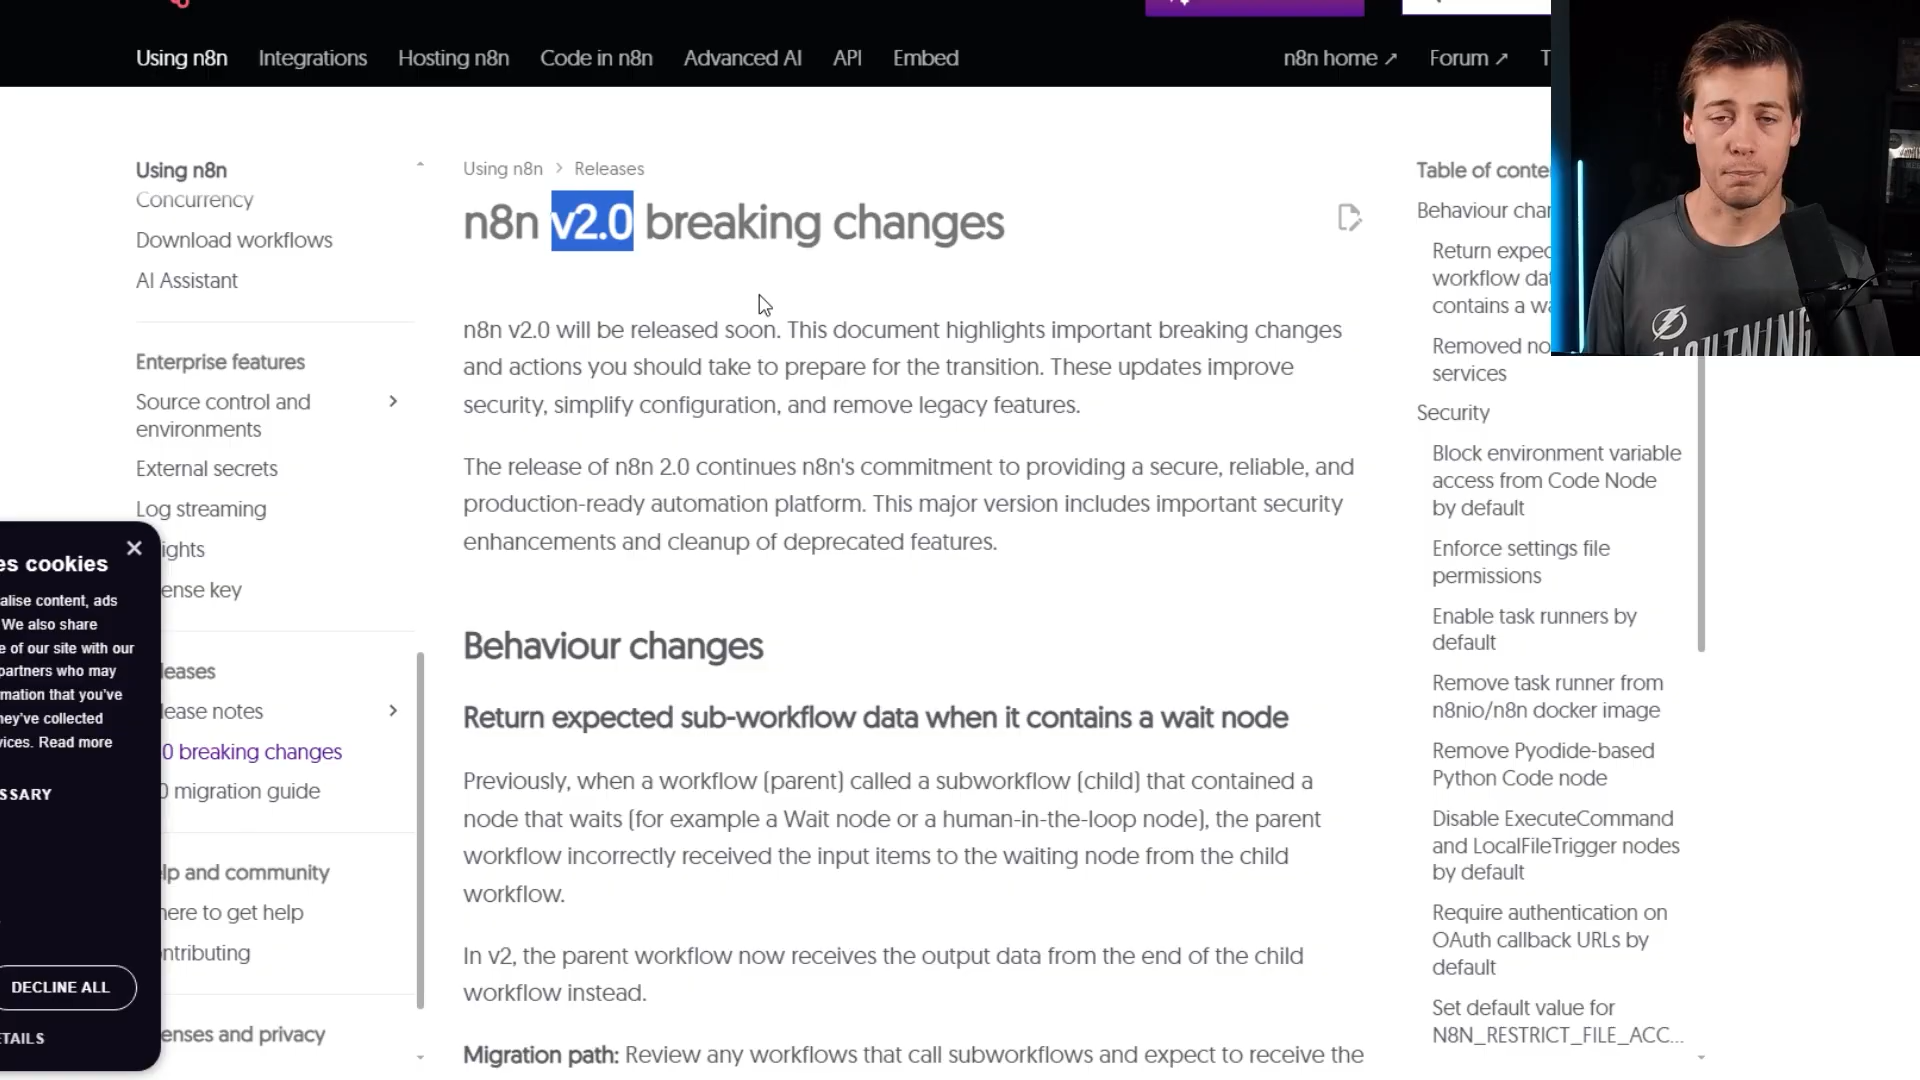 Using n8n
Integrations
Hosting n8n
Code in n8n
Advanced AI
API
Embed
n8n home ↗
Forum ↗
T
Using n8n
Concurrency
Download workflows
AI Assistant
Enterprise features
Source control and
environments
External secrets
Log streaming
ights
ense key
leases
lease notes
0 breaking changes
0 migration guide
lp and community
here to get help
ontributing
enses and privacy
es cookies
alise content, ads
We also share
e of our site with our
partners who may
rmation that you've
hey've collected
vices. Read more
SSARY
DECLINE ALL
ETAILS
Using n8n > Releases
n8n v2.0 breaking changes
n8n v2.0 will be released soon. This document highlights important breaking changes
and actions you should take to prepare for the transition. These updates improve
security, simplify configuration, and remove legacy features.
The release of n8n 2.0 continues n8n's commitment to providing a secure, reliable, and
production-ready automation platform. This major version includes important security
enhancements and cleanup of deprecated features.
Behaviour changes
Return expected sub-workflow data when it contains a wait node
Previously, when a workflow (parent) called a subworkflow (child) that contained a
node that waits (for example a Wait node or a human-in-the-loop node), the parent
workflow incorrectly received the input items to the waiting node from the child
workflow.
In v2, the parent workflow now receives the output data from the end of the child
workflow instead.
Migration path: Review any workflows that call subworkflows and expect to receive the
Table of conte
Behaviour chan
Return expec
workflow dat
contains a wa
Removed no
services
Security
Block environment variable
access from Code Node
by default
Enforce settings file
permissions
Enable task runners by
default
Remove task runner from
n8nio/n8n docker image
Remove Pyodide-based
Python Code node
Disable ExecuteCommand
and LocalFileTrigger nodes
by default
Require authentication on
OAuth callback URLs by
default
Set default value for
N8N_RESTRICT_FILE_ACC...
LIGHTNING